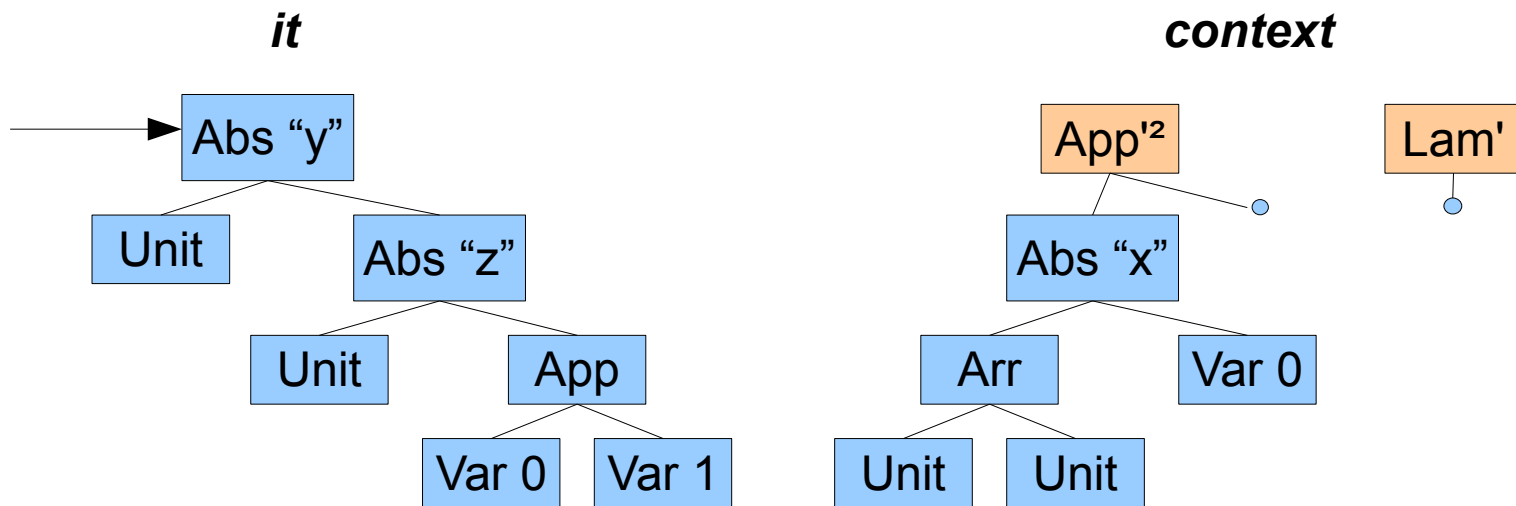 it
context
Abs “y”
App'²
Lam'
Unit
Abs “z”
Abs “x”
Unit
App
Arr
Var 0
Var 0
Var 1
Unit
Unit